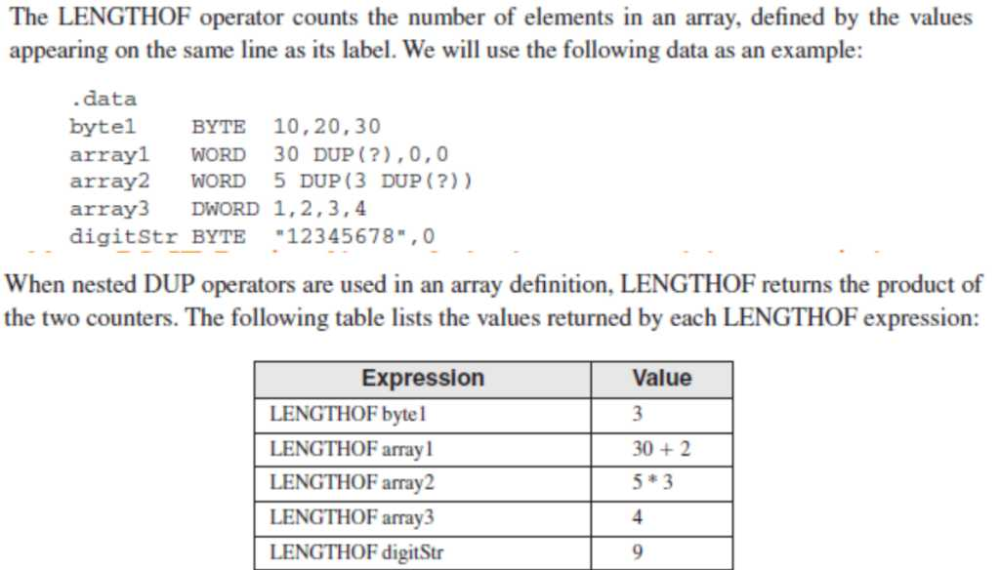 The LENGTHOF operator counts the number of elements in an array, defined by the values
appearing on the same line as its label. We will use the following data as an example:
.data
byte1 BYTE 10,20,30
array1 WORD 30 DUP(?),0,0
array2 WORD 5 DUP(3 DUP(?))
array3 DWORD 1,2,3,4
digitStr BYTE "12345678",0
When nested DUP operators are used in an array definition, LENGTHOF returns the product of
the two counters. The following table lists the values returned by each LENGTHOF expression:
Expression Value
LENGTHOF byte1 3
LENGTHOF array1 30 + 2
LENGTHOF array2 5 * 3
LENGTHOF array3 4
LENGTHOF digitStr 9